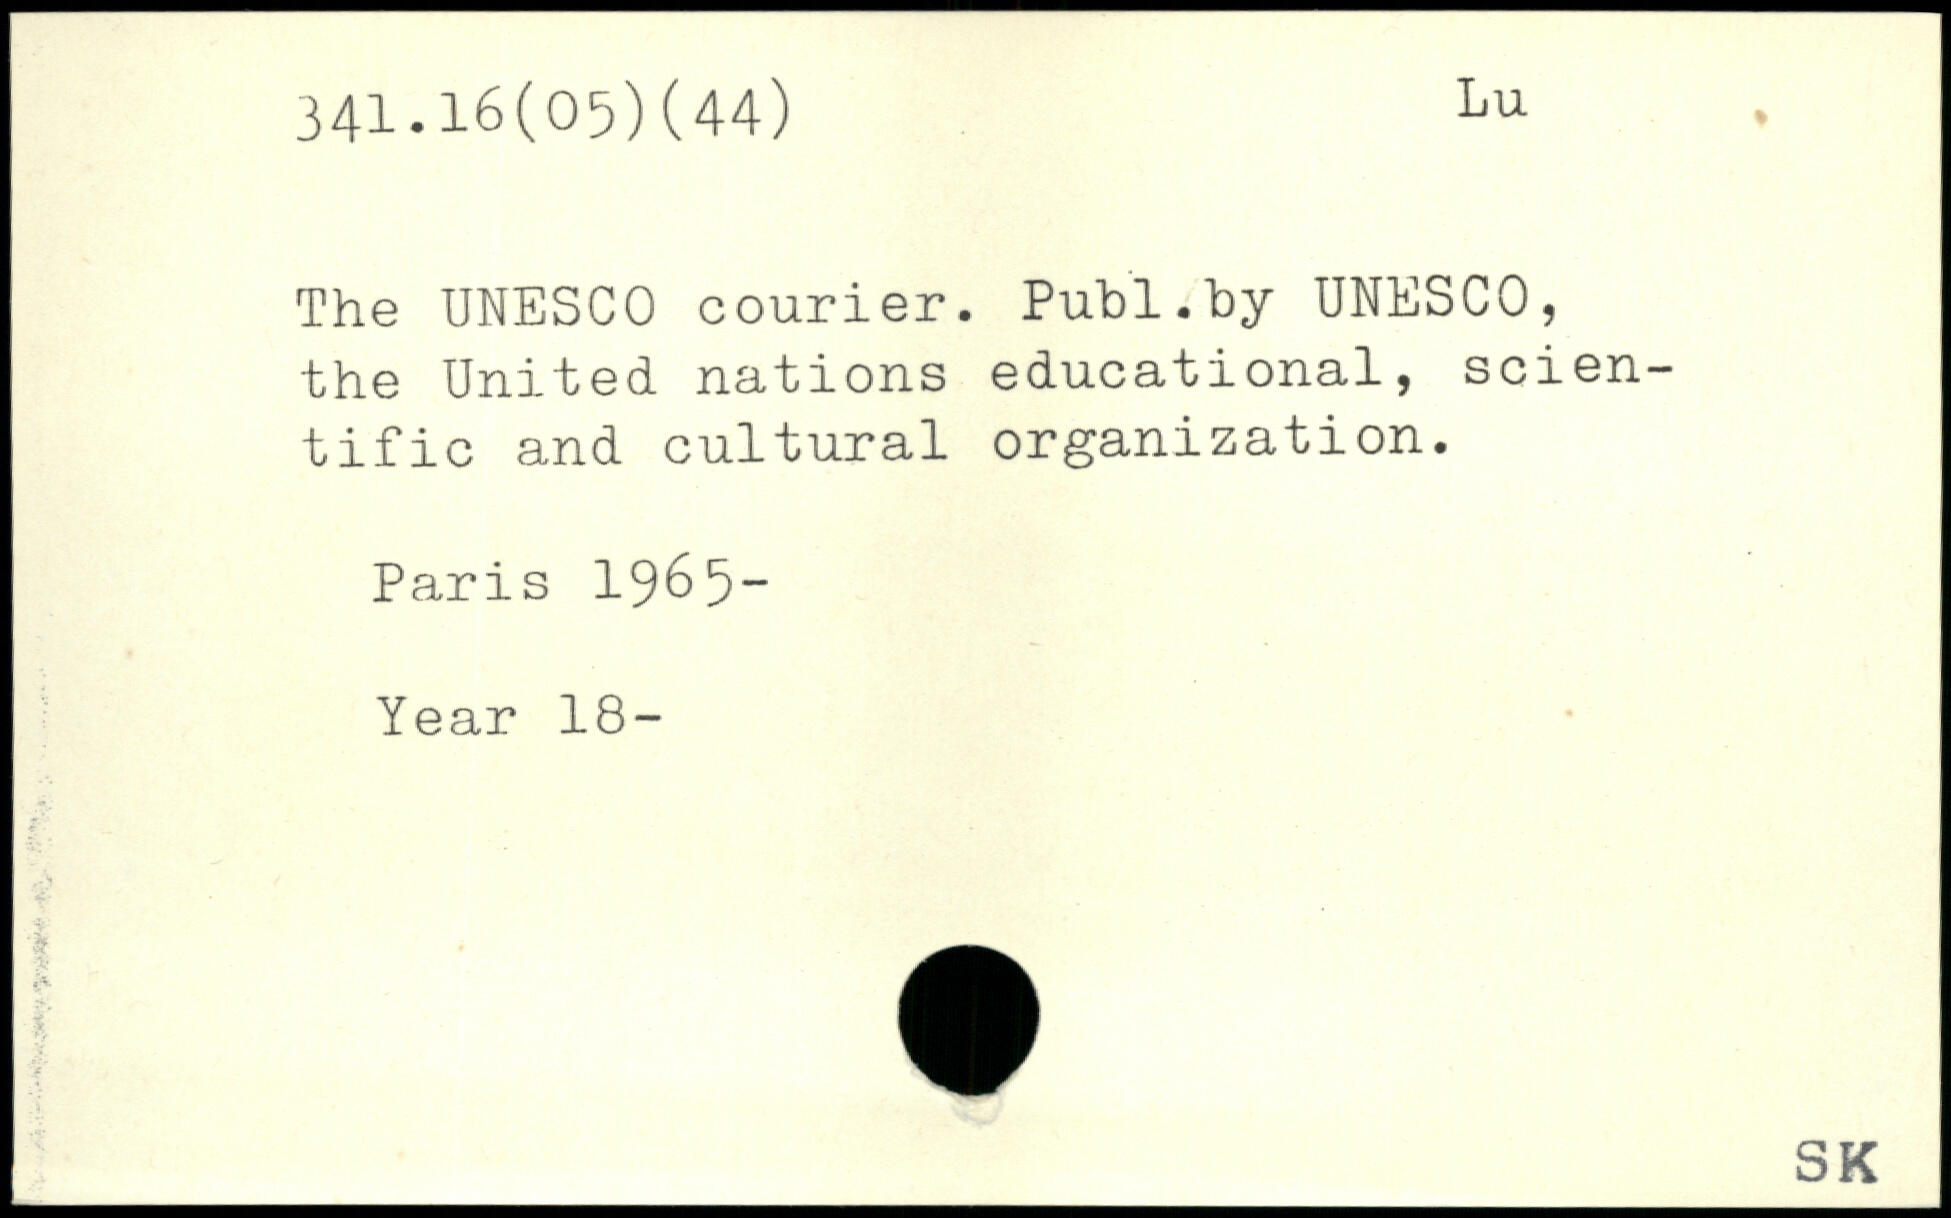 341.16(05)(44) Lu
The UNESCO courier. Publ.by UNESCO,
the United nations educational, scien-
tific and cultural organization.
Paris 1965-
Year 18-
SK